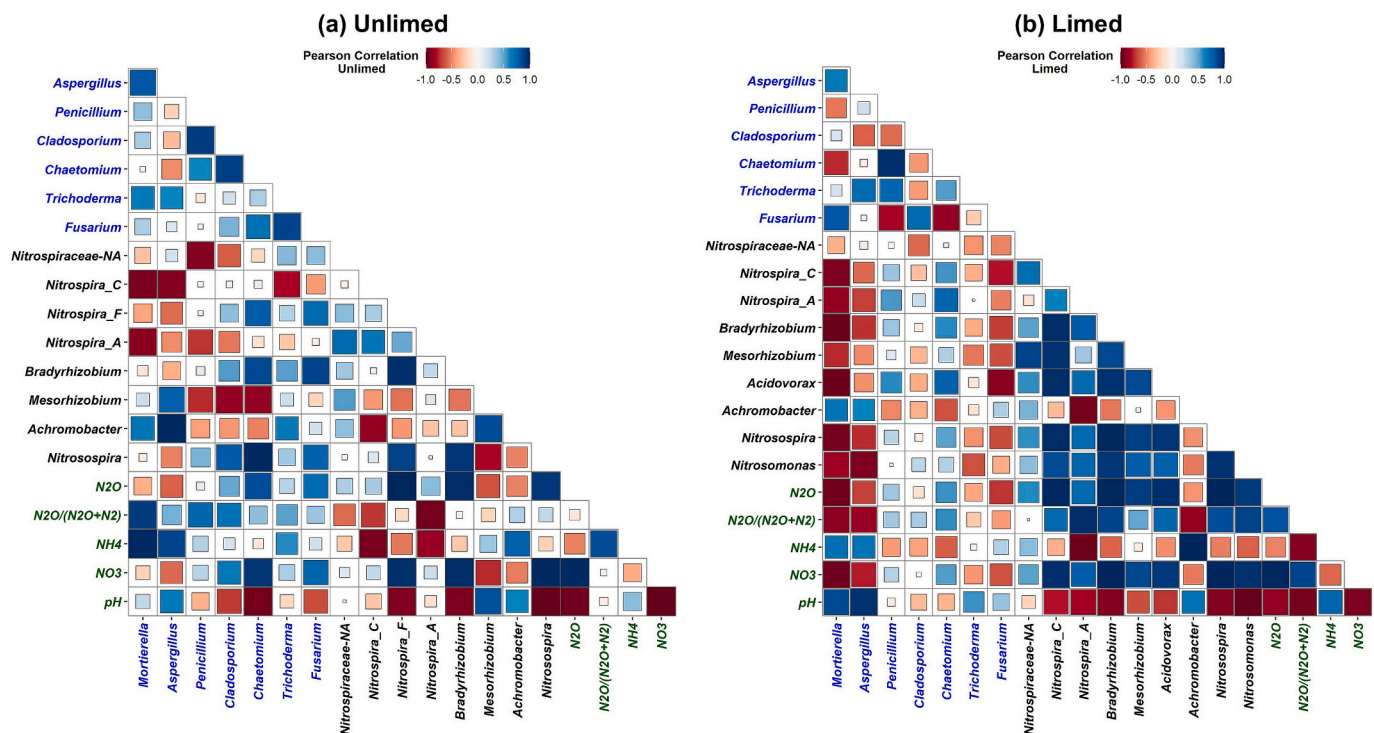 (a) Unlimed
Pearson Correlation
Unlimed
-1.0 -0.5 0.0 0.5 1.0
Aspergillus
Penicillium
Cladosporium
Chaetomium
Trichoderma
Fusarium
Nitrospiraceae-NA
Nitrospira_C
Nitrospira_F
Nitrospira_A
Bradyrhizobium
Mesorhizobium
Achromobacter
Nitrosospira
N2O
N2O/(N2O+N2)
NH4
NO3
pH
Mortierella
Aspergillus
Penicillium
Cladosporium
Chaetomium
Trichoderma
Fusarium
Nitrospiraceae-NA
Nitrospira_C
Nitrospira_F
Nitrospira_A
Bradyrhizobium
Mesorhizobium
Achromobacter
Nitrosospira
N2O
N2O/(N2O+N2)
NH4
NO3
(b) Limed
Pearson Correlation
Limed
-1.0 -0.5 0.0 0.5 1.0
Aspergillus
Penicillium
Cladosporium
Chaetomium
Trichoderma
Fusarium
Nitrospiraceae-NA
Nitrospira_C
Nitrospira_A
Bradyrhizobium
Mesorhizobium
Acidovorax
Achromobacter
Nitrosospira
Nitrosomonas
N2O
N2O/(N2O+N2)
NH4
NO3
pH
Mortierella
Aspergillus
Penicillium
Cladosporium
Chaetomium
Trichoderma
Fusarium
Nitrospiraceae-NA
Nitrospira_C
Nitrospira_A
Bradyrhizobium
Mesorhizobium
Acidovorax
Achromobacter
Nitrosospira
Nitrosomonas
N2O
N2O/(N2O+N2)
NH4
NO3